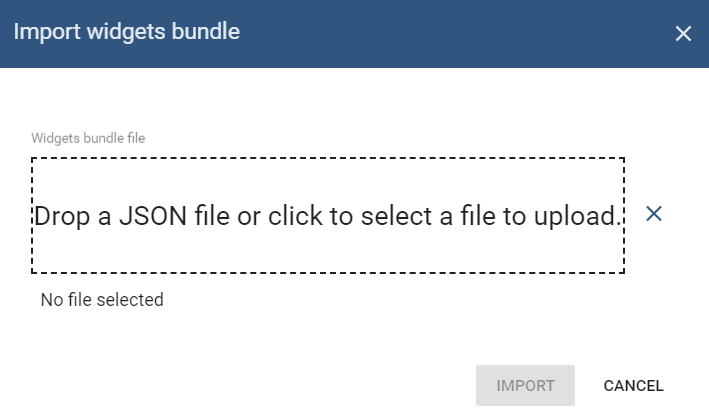 Import widgets bundle
Widgets bundle file
Drop a JSON file or click to select a file to upload.
No file selected
IMPORT CANCEL